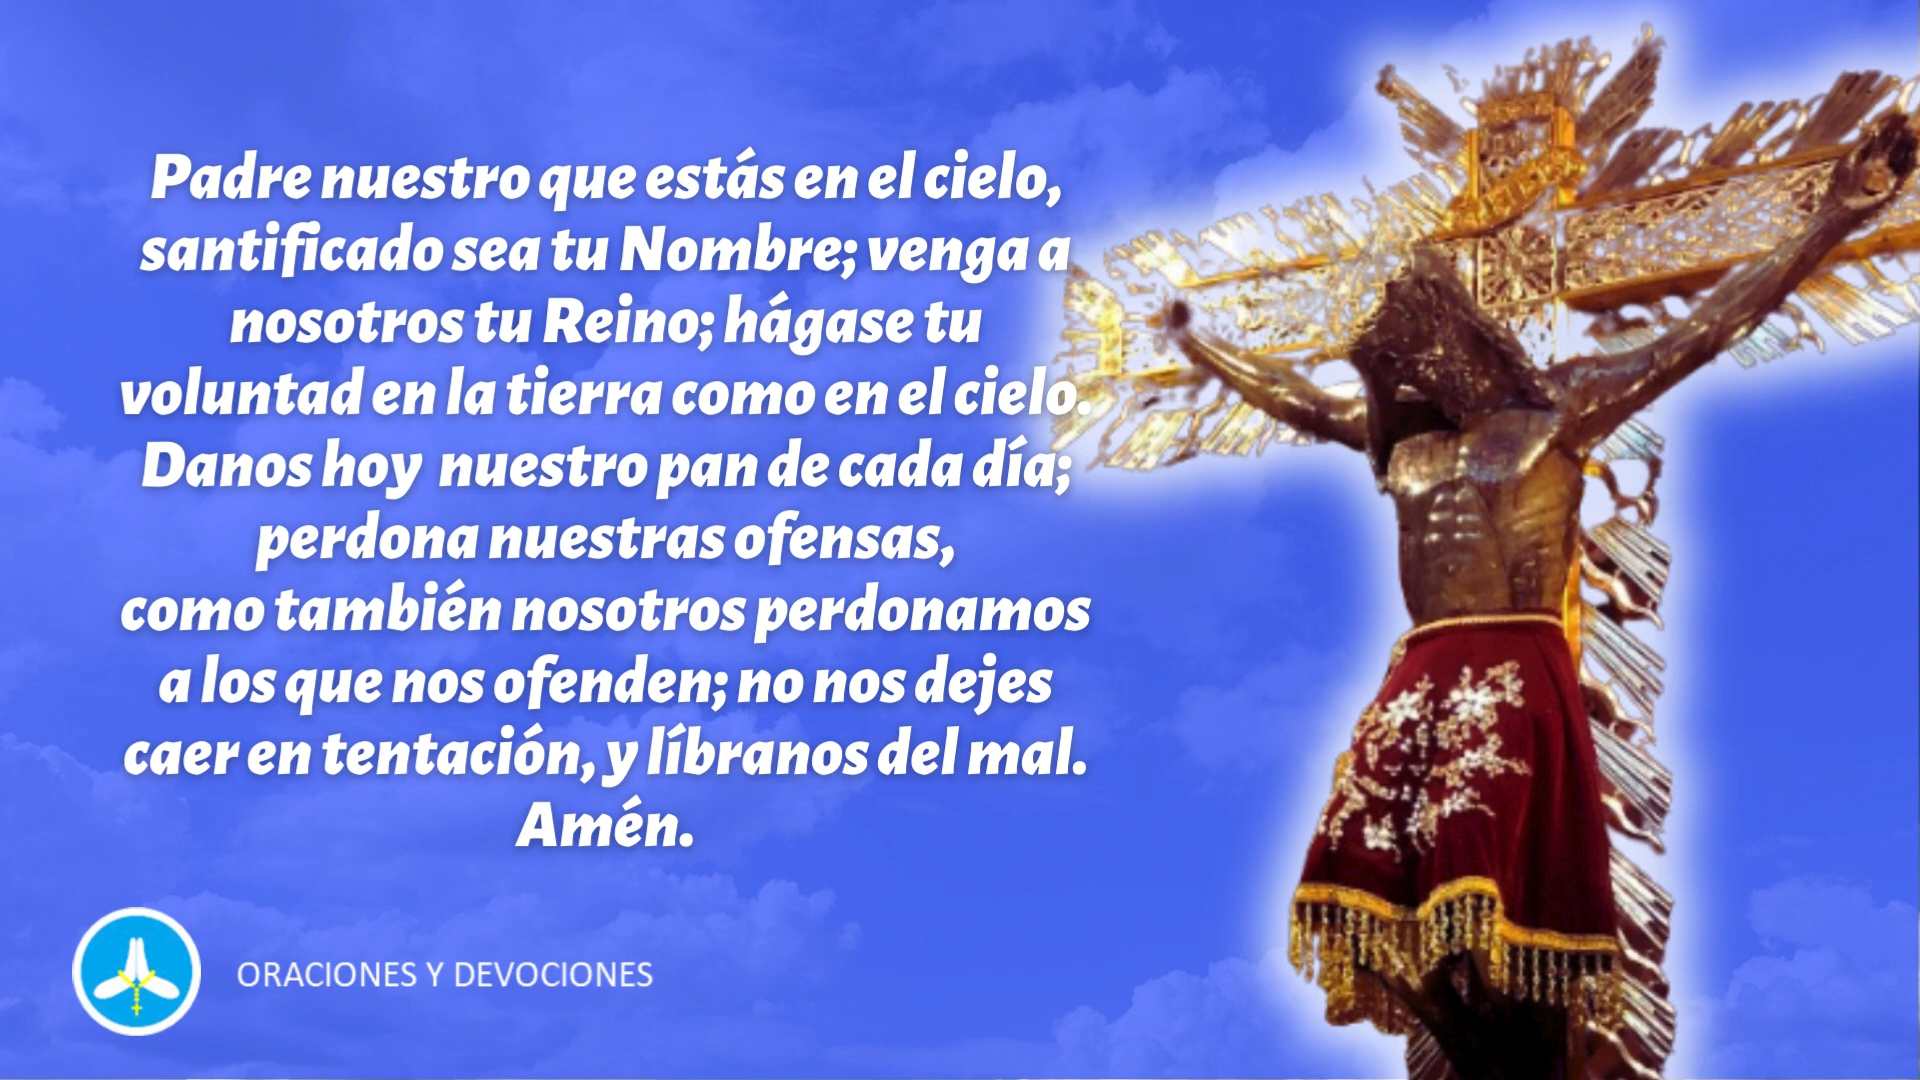 Padre nuestro que estás en el cielo,
santificado sea tu Nombre; venga a
nosotros tu Reino; hágase tu
voluntad en la tierra como en el cielo.
Danos hoy nuestro pan de cada día;
perdona nuestras ofensas,
como también nosotros perdonamos
a los que nos ofenden; no nos dejes
caer en tentación, y líbranos del mal.
Amén.
ORACIONES Y DEVOCIONES